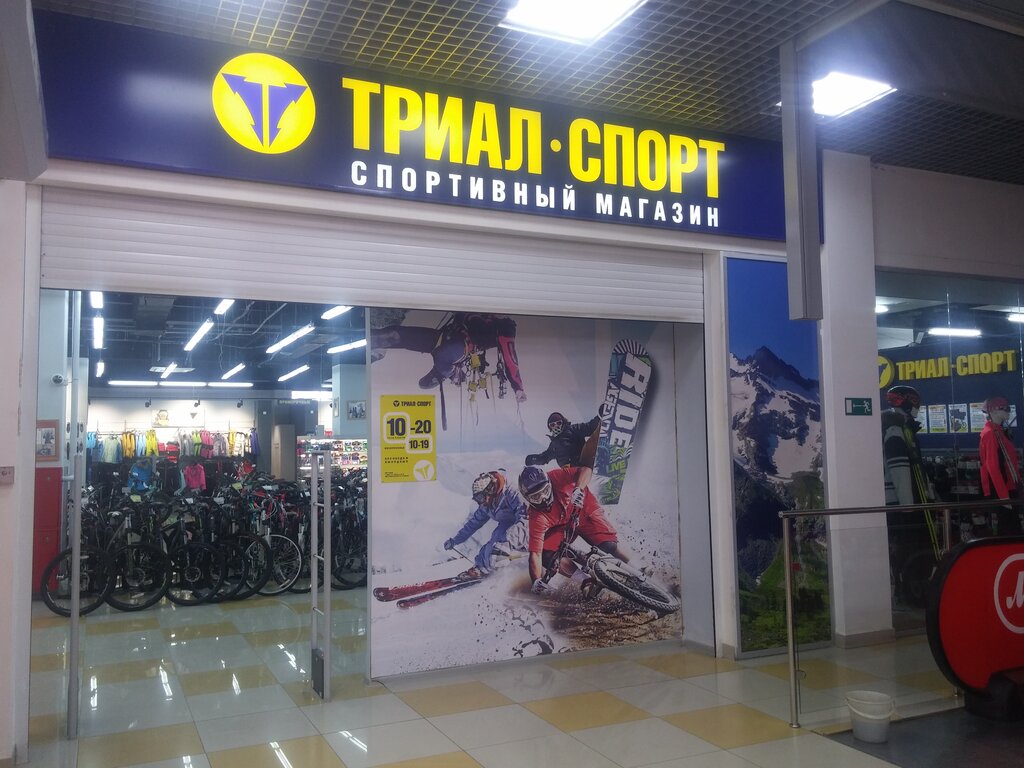 ТРИАЛ·СПОРТ
СПОРТИВНЫЙ МАГАЗИН
ТРИАЛ-СПОРТ
10-20
10-19
RIDE
ТРИАЛ·СПОРТ